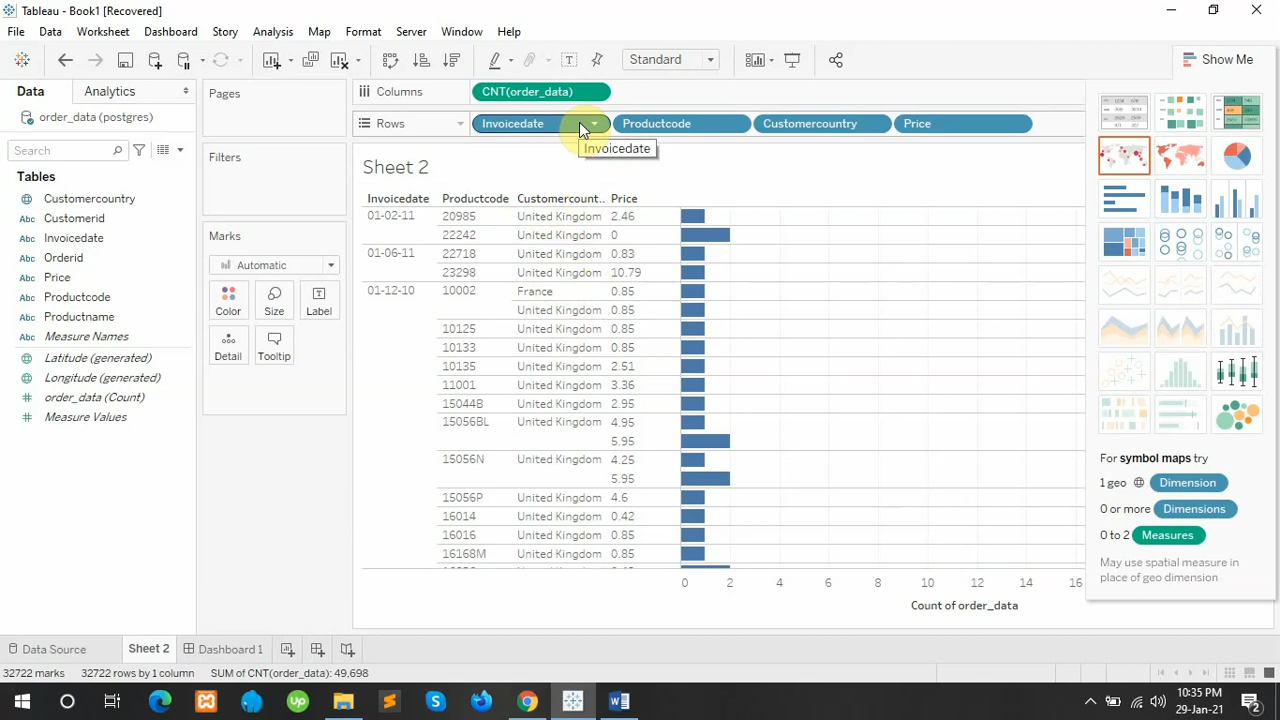 Tableau - Book1 [Recovered]
File Data Worksheet Dashboard Story Analysis Map Format Server Window Help
Standard
Show Me
Data Analytics
order_data (postgres)
Search
Tables
Customercountry
Customerid
Invoicedate
Orderid
Price
Productcode
Productname
Measure Names
Latitude (generated)
Longitude (generated)
order_data (Count)
Measure Values
Pages
Filters
Marks
Automatic
Color Size Label
Detail Tooltip
Columns CNT(order_data)
Rows Invoicedate Productcode Customercountry Price
Invoicedate
Sheet 2
Invoicedate Productcode Customercount.. Price
01-02-11 20985 United Kingdom 2.46
22242 United Kingdom 0
01-06-11 22718 United Kingdom 0.83
23298 United Kingdom 10.79
01-12-10 10002 France 0.85
United Kingdom 0.85
10125 United Kingdom 0.85
10133 United Kingdom 0.85
10135 United Kingdom 2.51
11001 United Kingdom 3.36
15044B United Kingdom 2.95
15056BL United Kingdom 4.95
5.95
15056N United Kingdom 4.25
5.95
15056P United Kingdom 4.6
16014 United Kingdom 0.42
16016 United Kingdom 0.85
16168M United Kingdom 0.85
0 2 4 6 8 10 12 14 16
Count of order_data
For symbol maps try
1 geo Dimension
0 or more Dimensions
0 to 2 Measures
May use spatial measure in
place of geo dimension
Data Source Sheet 2 Dashboard 1
32722 marks 32722 rows by 1 column SUM of CNT(order_data): 49,698
10:35 PM
29-Jan-21
2